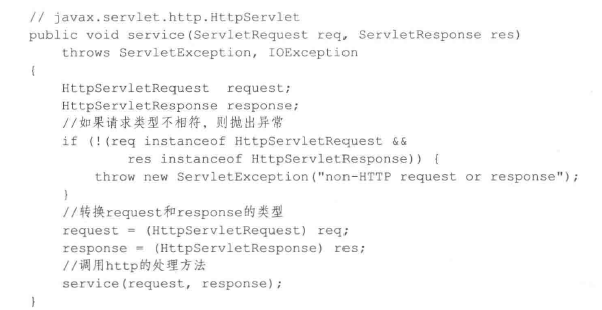 // javax.servlet.http.HttpServlet
public void service(ServletRequest req, ServletResponse res)
    throws ServletException, IOException
{
    HttpServletRequest  request;
    HttpServletResponse response;
    //如果请求类型不相符，则抛出异常
    if (!(req instanceof HttpServletRequest &&
            res instanceof HttpServletResponse)) {
        throw new ServletException("non-HTTP request or response");
    }
    //转换request和response的类型
    request = (HttpServletRequest) req;
    response = (HttpServletResponse) res;
    //调用http的处理方法
    service(request, response);
}